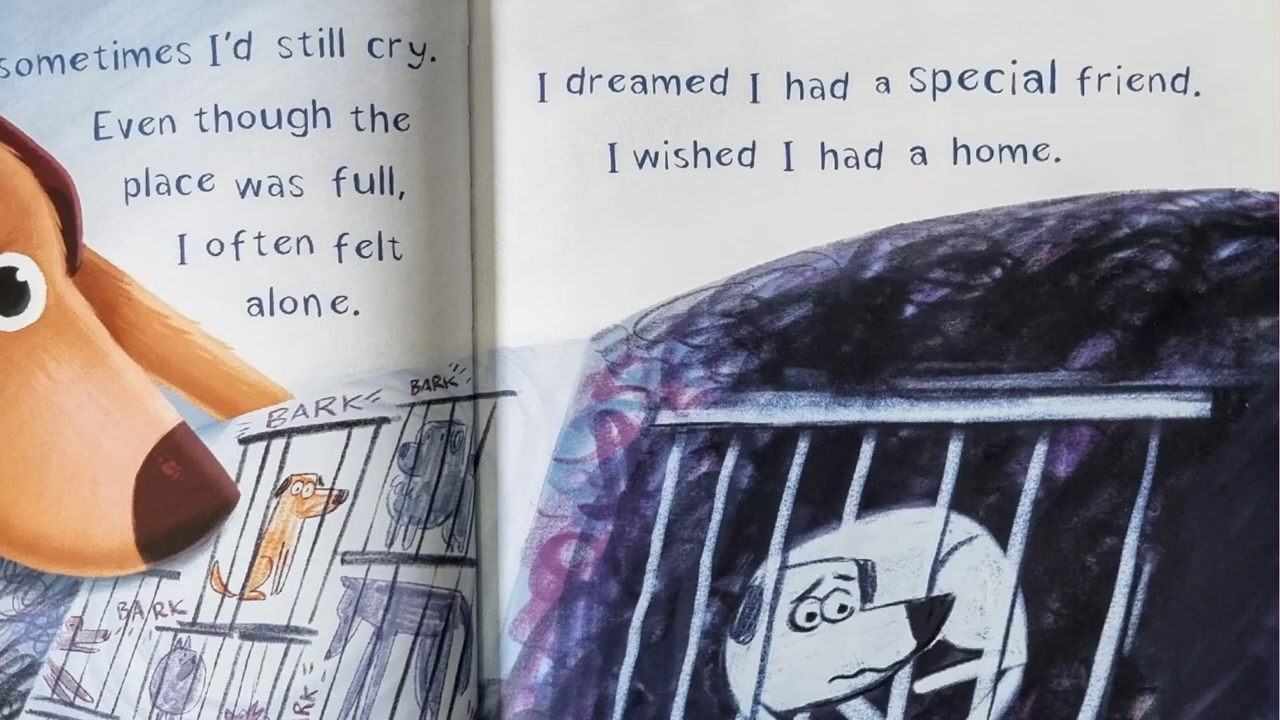 sometimes I'd still cry.
Even though the
place was full,
I often felt
alone.
BARK
BARK
BARK
I dreamed I had a special friend.
I wished I had a home.